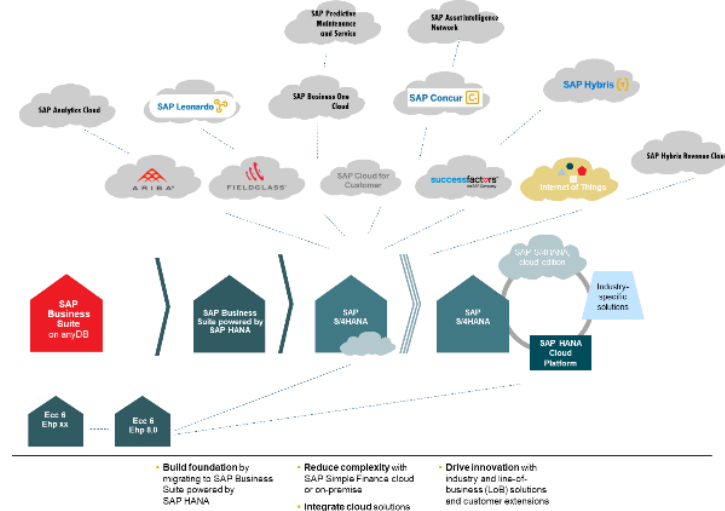 SAP Predictive
Maintenance
and Service
SAP Asset Intelligence
Network
SAP Analytics Cloud
SAP Leonardo
SAP Business One
Cloud
SAP Concur
SAP Hybris
ARIBA
FIELDGLASS
SAP Cloud for
Customer
successfactors™
An SAP Company
Internet of Things
SAP Hybris Revenue Cloud
SAP S/4HANA,
cloud edition
SAP
Business
Suite
on anyDB
SAP Business
Suite powered by
SAP HANA
SAP
S/4HANA
SAP
S/4HANA
Industry-
specific
solutions
SAP HANA
Cloud
Platform
Ecc 6
Ehp xx
Ecc 6
Ehp 8.0
• Build foundation by
migrating to SAP Business
Suite powered by
SAP HANA
• Reduce complexity with
SAP Simple Finance cloud
or on-premise
• Integrate cloud solutions
• Drive innovation with
industry and line-of-
business (LoB) solutions
and customer extensions